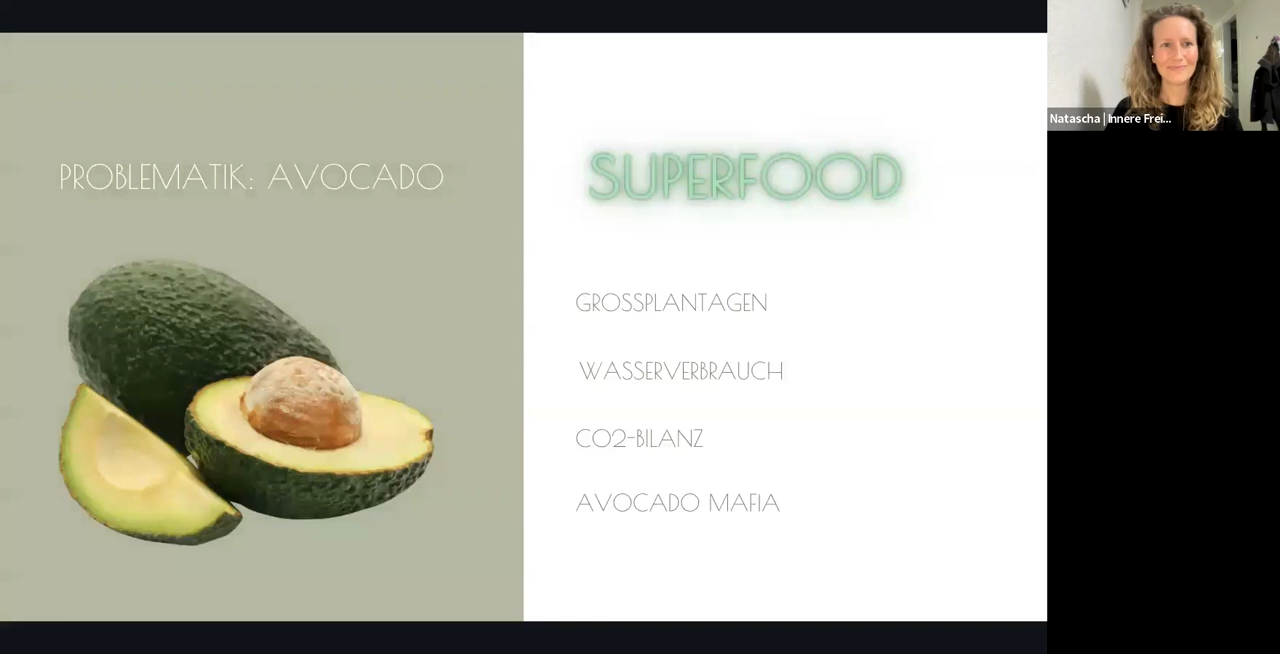 PROBLEMATIK: AVOCADO
SUPERFOOD
GROSSPLANTAGEN
WASSERVERBRAUCH
CO2-BILANZ
AVOCADO MAFIA
Natascha | Innere Frei...